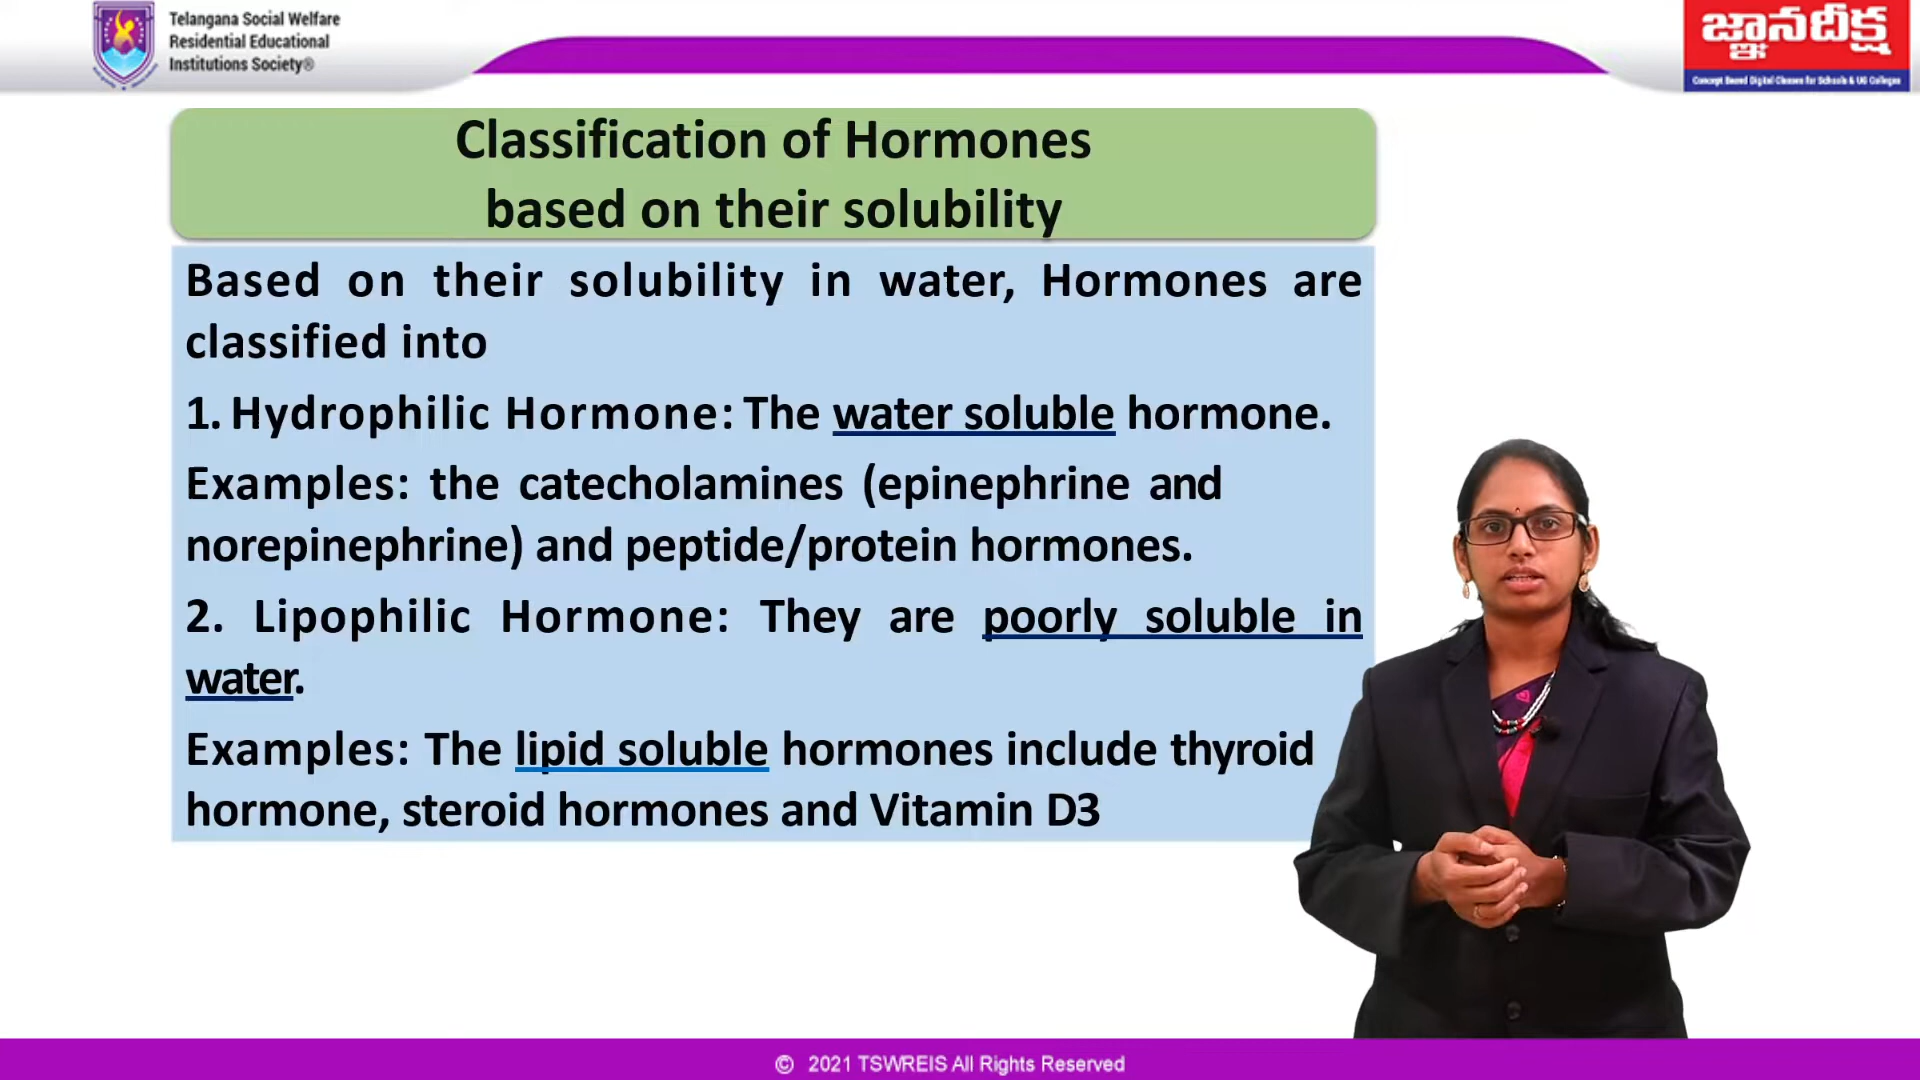 Telangana Social Welfare
Residential Educational
Institutions Society®
జ్ఞానదీక్ష
Concept Based Digital Classes for Schools & UG Colleges
Classification of Hormones
based on their solubility
Based on their solubility in water, Hormones are
classified into
1. Hydrophilic Hormone: The water soluble hormone.
Examples: the catecholamines (epinephrine and
norepinephrine) and peptide/protein hormones.
2. Lipophilic Hormone: They are poorly soluble in
water.
Examples: The lipid soluble hormones include thyroid
hormone, steroid hormones and Vitamin D3
© 2021 TSWREIS All Rights Reserved